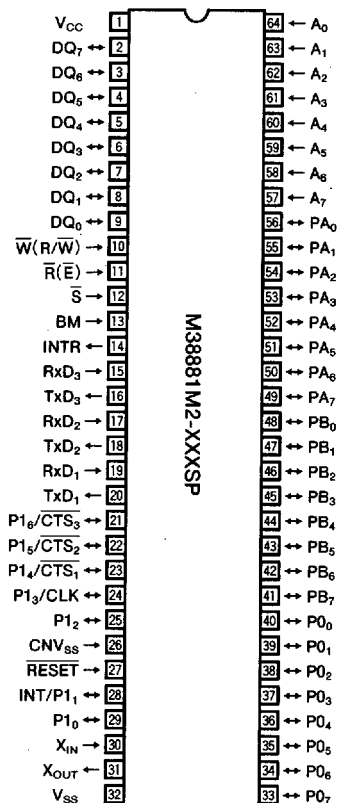 Vcc → 1 64 ← A₀
DQ₇ ↔ 2 63 ← A₁
DQ₆ ↔ 3 62 ← A₂
DQ₅ ↔ 4 61 ← A₃
DQ₄ ↔ 5 60 ← A₄
DQ₃ ↔ 6 59 ← A₅
DQ₂ ↔ 7 58 ← A₆
DQ₁ ↔ 8 57 ← A₇
DQ₀ ↔ 9 56 ↔ PA₀
W̅(R/W̅) → 10 55 ↔ PA₁
R̅(E̅) → 11 54 ↔ PA₂
S̅ → 12 53 ↔ PA₃
BM → 13 52 ↔ PA₄
INTR ← 14 51 ↔ PA₅
RxD₃ → 15 50 ↔ PA₆
TxD₃ ← 16 49 ↔ PA₇
RxD₂ → 17 48 ↔ PB₀
TxD₂ ← 18 47 ↔ PB₁
RxD₁ → 19 46 ↔ PB₂
TxD₁ ← 20 45 ↔ PB₃
P1₆/C̅T̅S̅₃ ↔ 21 44 ↔ PB₄
P1₅/C̅T̅S̅₂ ↔ 22 43 ↔ PB₅
P1₄/C̅T̅S̅₁ ↔ 23 42 ↔ PB₆
P1₃/CLK ↔ 24 41 ↔ PB₇
P1₂ ↔ 25 40 ↔ P0₀
CNVss → 26 39 ↔ P0₁
R̅E̅S̅E̅T̅ → 27 38 ↔ P0₂
INT/P1₁ ↔ 28 37 ↔ P0₃
P1₀ ↔ 29 36 ↔ P0₄
X_IN → 30 35 ↔ P0₅
X_OUT ← 31 34 ↔ P0₆
Vss 32 33 ↔ P0₇
M38881M2-XXXSP